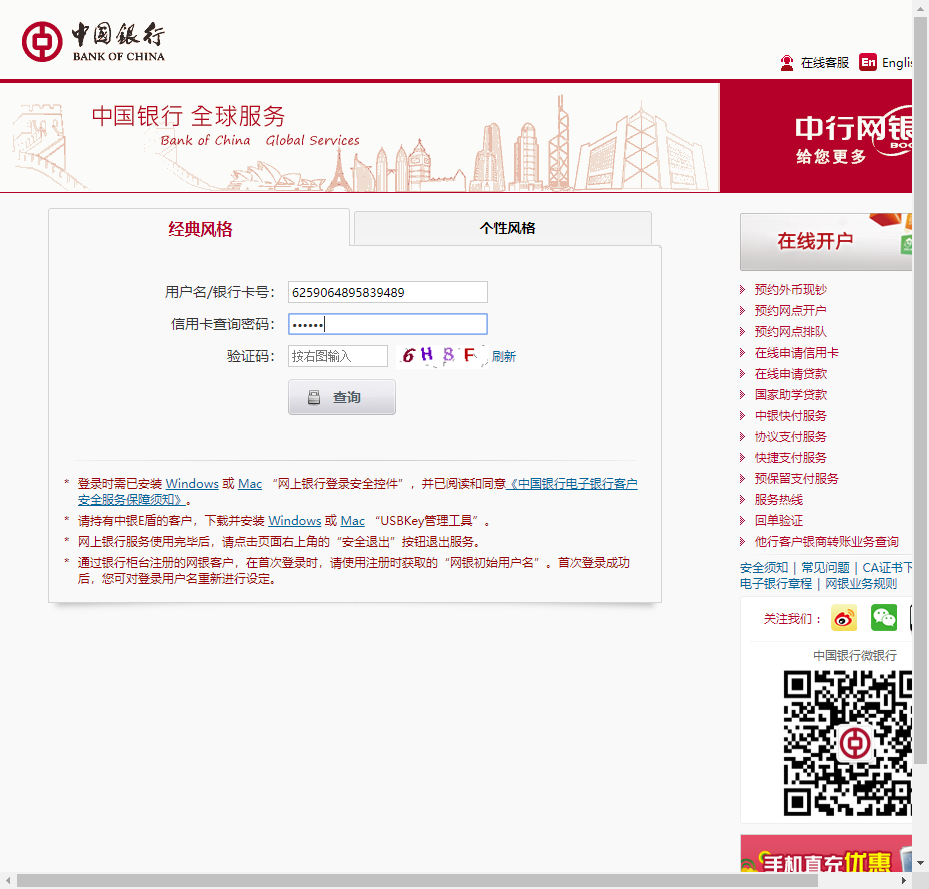 中国银行
BANK OF CHINA
在线客服 En Englis
中国银行 全球服务
Bank of China Global Services
中行网银
给您更多
经典风格
个性风格
用户名/银行卡号：
6259064895839489
信用卡查询密码：
••••••
验证码：
按右图输入
6H8F
刷新
查询
* 登录时需已安装 Windows 或 Mac “网上银行登录安全控件”，并已阅读和同意《中国银行电子银行客户
安全服务保障须知》。
* 请持有中银E盾的客户，下载并安装 Windows 或 Mac “USBKey管理工具”。
* 网上银行服务使用完毕后，请点击页面右上角的“安全退出”按钮退出服务。
* 通过银行柜台注册的网银客户，在首次登录时，请使用注册时获取的“网银初始用户名”。首次登录成功
后，您可对登录用户名重新进行设定。
在线开户
预约外币现钞
预约网点开户
预约网点排队
在线申请信用卡
在线申请贷款
国家助学贷款
中银快付服务
协议支付服务
快捷支付服务
预保留支付服务
服务热线
回单验证
他行客户银商转账业务查询
安全须知 | 常见问题 | CA证书下
电子银行章程 | 网银业务规则
关注我们：
中国银行微银行
手机直充优惠